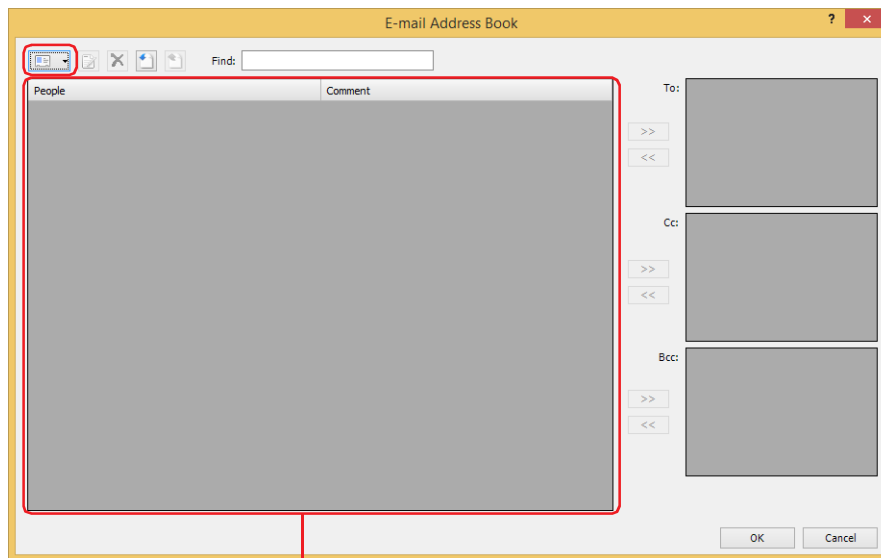 E-mail Address Book
?
Find:
People Comment
To:
>>
<<
Cc:
>>
<<
Bcc:
>>
<<
OK Cancel